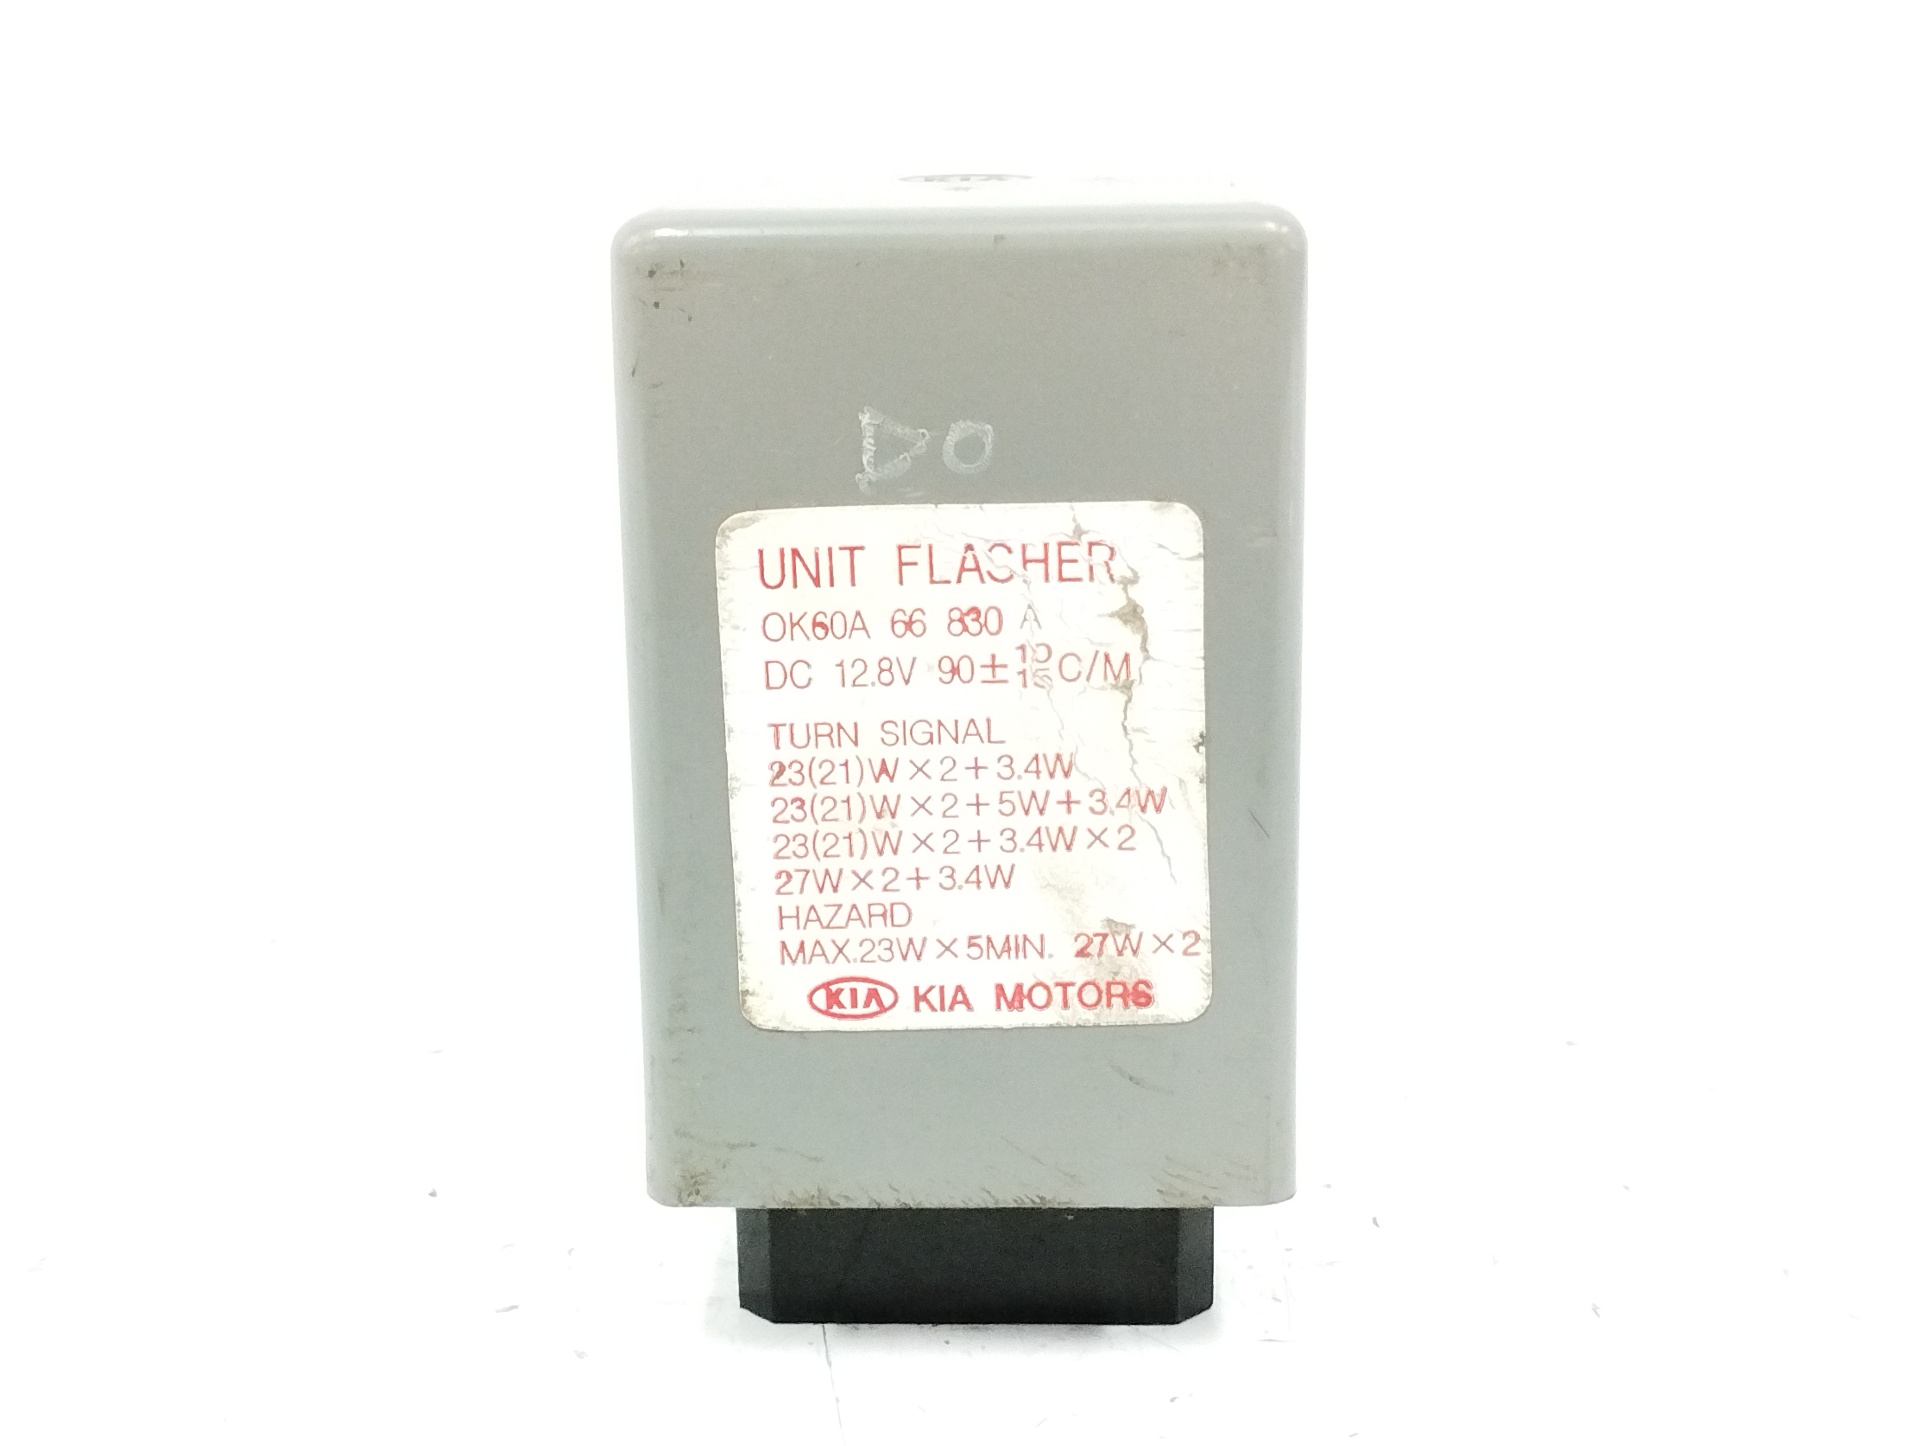 KIA
DO
UNIT FLASHER
OK60A 66 830 A
DC 12.8V 90±10/15 C/M
TURN SIGNAL
23(21)W×2+3.4W
23(21)W×2+5W+3.4W
23(21)W×2+3.4W×2
27W×2+3.4W
HAZARD
MAX.23W×5MIN. 27W×2
KIA KIA MOTORS